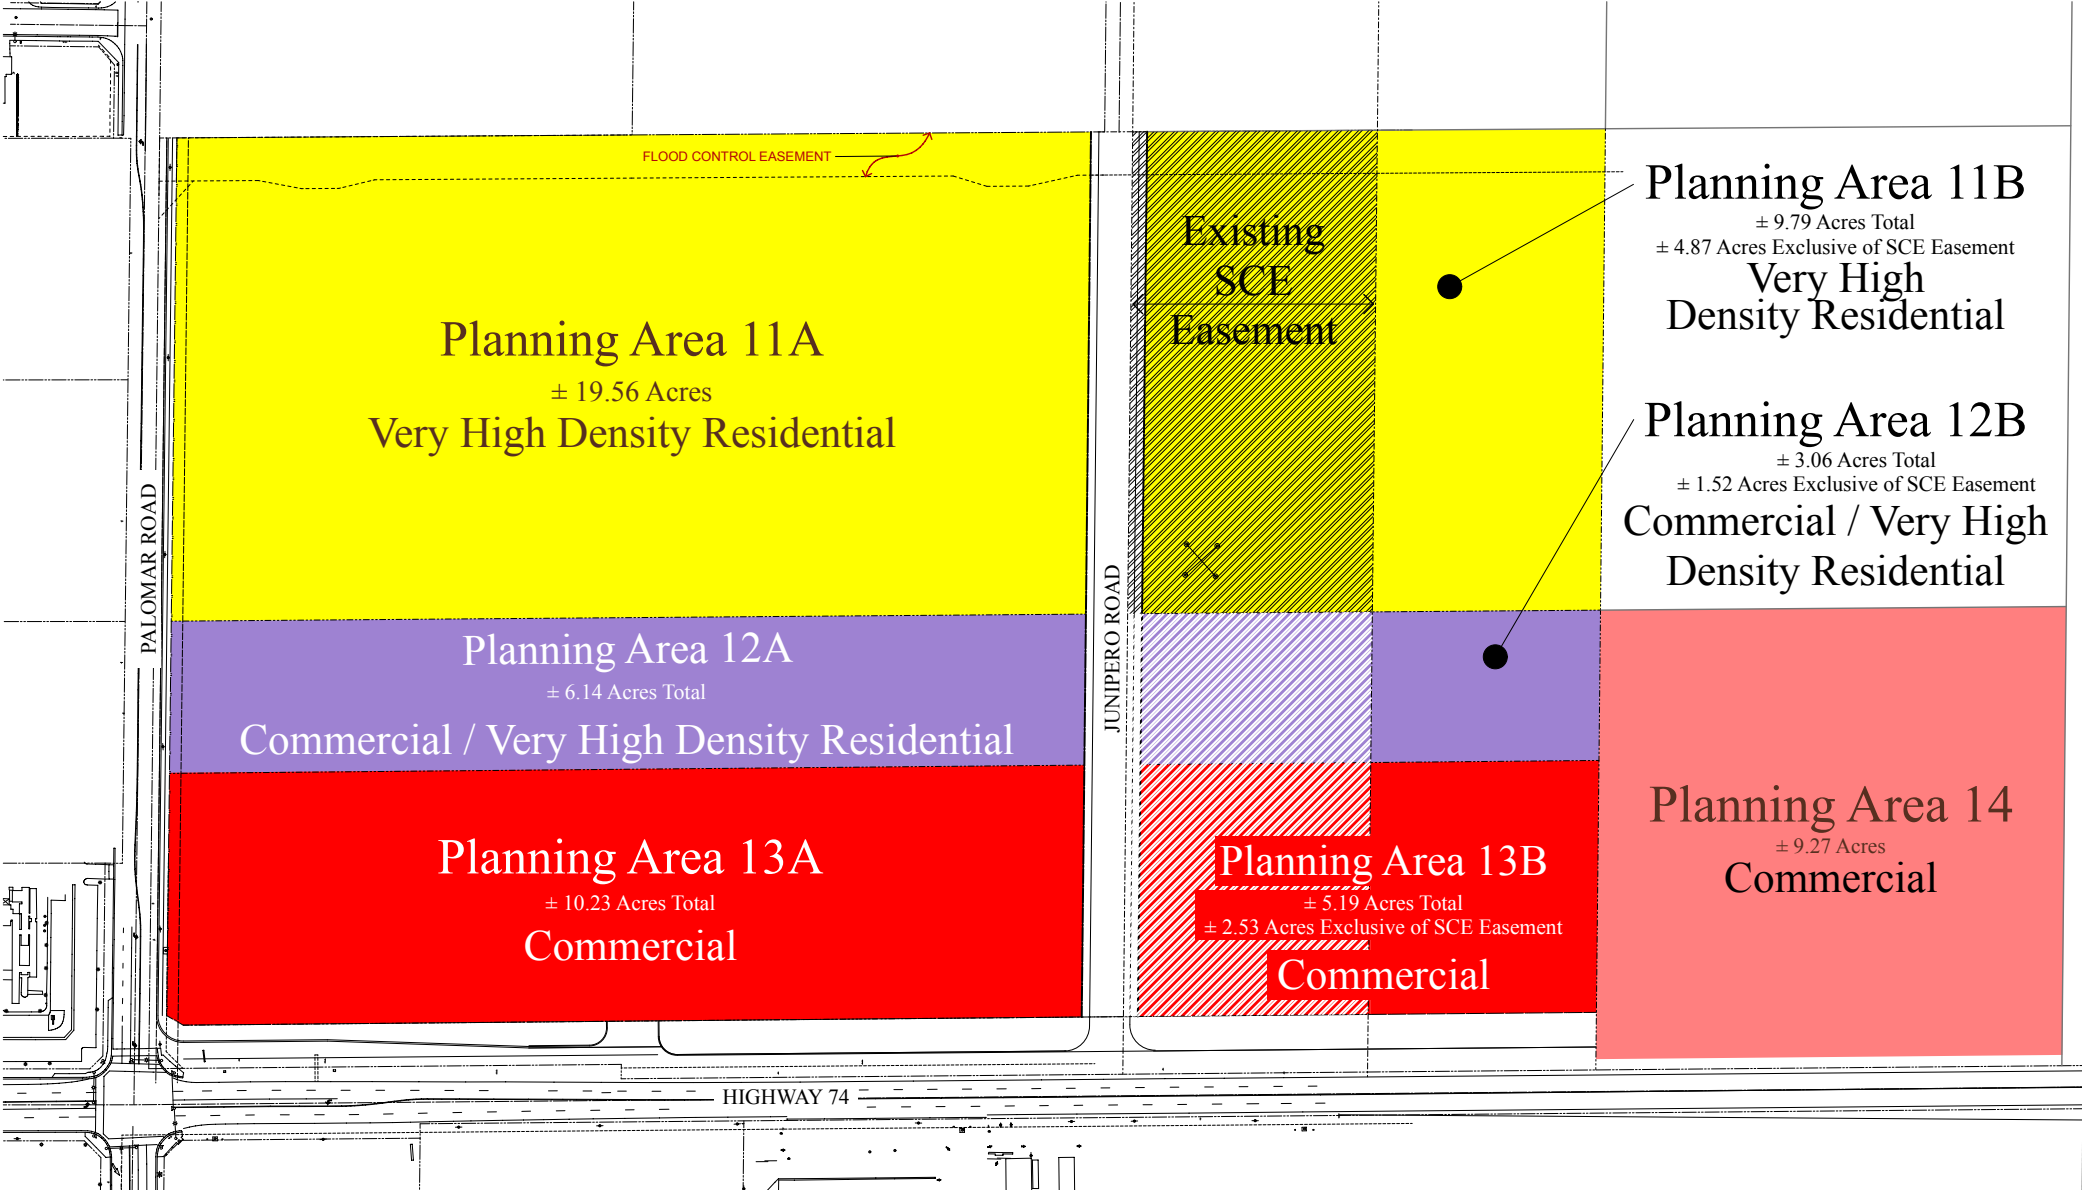 FLOOD CONTROL EASEMENT
Planning Area 11A
± 19.56 Acres
Very High Density Residential
Existing
SCE
Easement
Planning Area 11B
± 9.79 Acres Total
± 4.87 Acres Exclusive of SCE Easement
Very High
Density Residential
Planning Area 12B
± 3.06 Acres Total
± 1.52 Acres Exclusive of SCE Easement
Commercial / Very High
Density Residential
PALOMAR ROAD
JUNIPERO ROAD
Planning Area 12A
± 6.14 Acres Total
Commercial / Very High Density Residential
Planning Area 13A
± 10.23 Acres Total
Commercial
Planning Area 13B
± 5.19 Acres Total
± 2.53 Acres Exclusive of SCE Easement
Commercial
Planning Area 14
± 9.27 Acres
Commercial
HIGHWAY 74